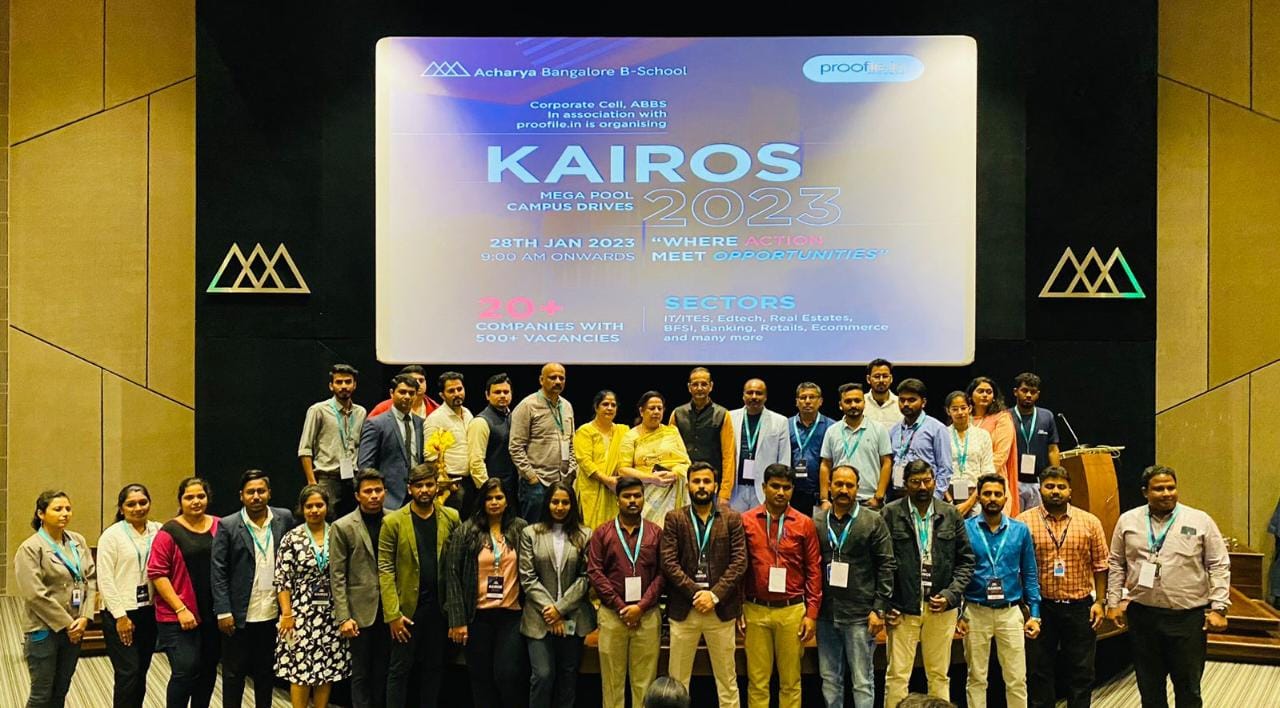 Acharya Bangalore B-School
proofile.in
Corporate Cell, ABBS
In association with
proofile.in is organising
KAIROS
MEGA POOL
CAMPUS DRIVES
2023
28TH JAN 2023
9:00 AM ONWARDS
"WHERE ACTION
MEET OPPORTUNITIES"
20+
COMPANIES WITH
500+ VACANCIES
SECTORS
IT/ITES, Edtech, Real Estates,
BFSI, Banking, Retails, Ecommerce
and many more